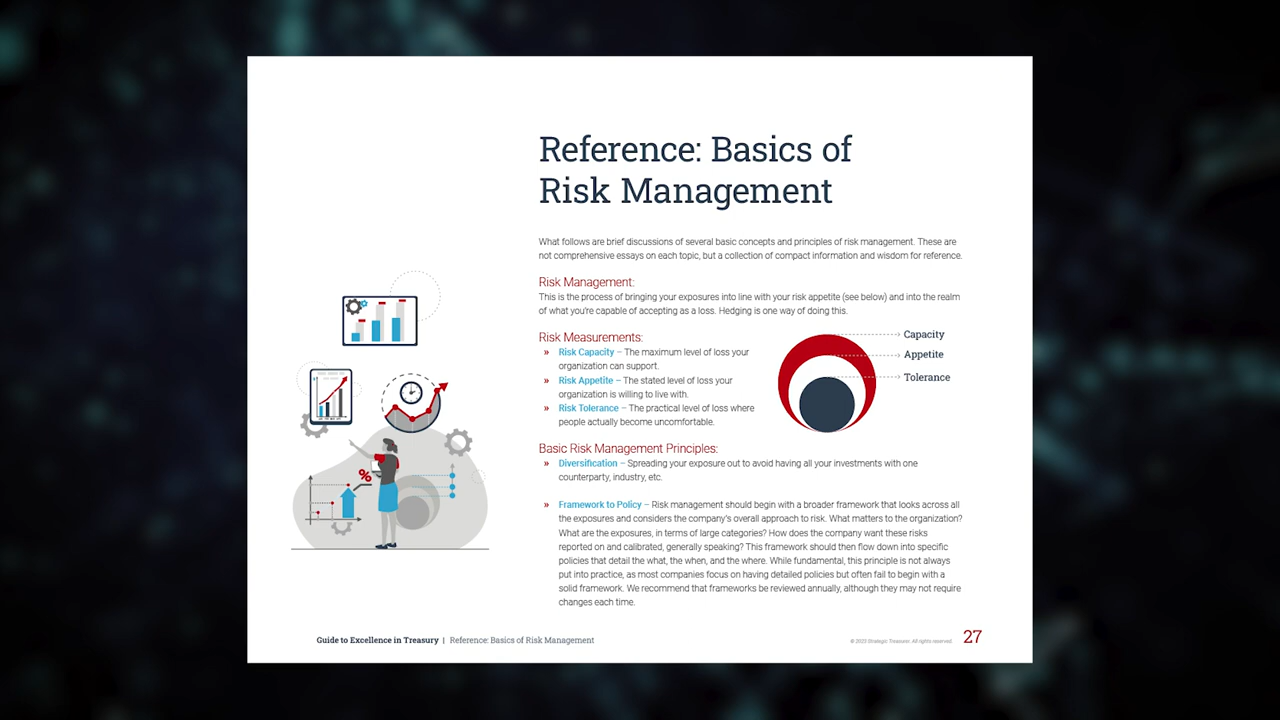 Reference: Basics of
Risk Management
What follows are brief discussions of several basic concepts and principles of risk management. These are
not comprehensive essays on each topic, but a collection of compact information and wisdom for reference.
Risk Management:
This is the process of bringing your exposures into line with your risk appetite (see below) and into the realm
of what you're capable of accepting as a loss. Hedging is one way of doing this.
Risk Measurements:
» Risk Capacity – The maximum level of loss your
organization can support.
» Risk Appetite – The stated level of loss your
organization is willing to live with.
» Risk Tolerance – The practical level of loss where
people actually become uncomfortable.
Capacity
Appetite
Tolerance
Basic Risk Management Principles:
» Diversification – Spreading your exposure out to avoid having all your investments with one
counterparty, industry, etc.
» Framework to Policy – Risk management should begin with a broader framework that looks across all
the exposures and considers the company's overall approach to risk. What matters to the organization?
What are the exposures, in terms of large categories? How does the company want these risks
reported on and calibrated, generally speaking? This framework should then flow down into specific
policies that detail the what, the when, and the where. While fundamental, this principle is not always
put into practice, as most companies focus on having detailed policies but often fail to begin with a
solid framework. We recommend that frameworks be reviewed annually, although they may not require
changes each time.
%
Guide to Excellence in Treasury | Reference: Basics of Risk Management
© 2023 Strategic Treasurer. All rights reserved. 27